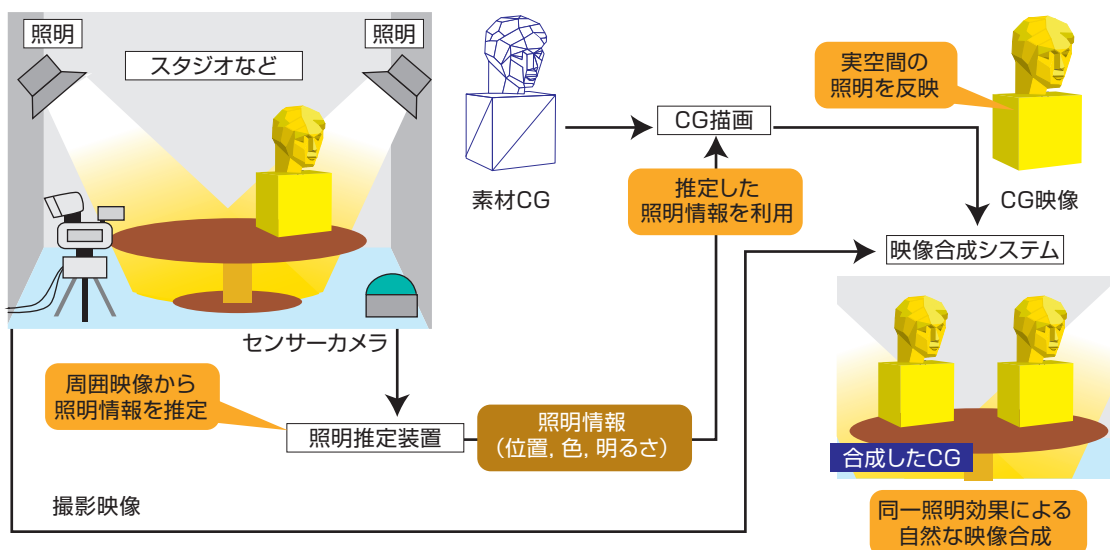 照明
照明
スタジオなど
実空間の
照明を反映
CG描画
素材CG
推定した
照明情報を利用
CG映像
映像合成システム
センサーカメラ
周囲映像から
照明情報を推定
照明推定装置
照明情報
（位置, 色, 明るさ）
合成したCG
撮影映像
同一照明効果による
自然な映像合成